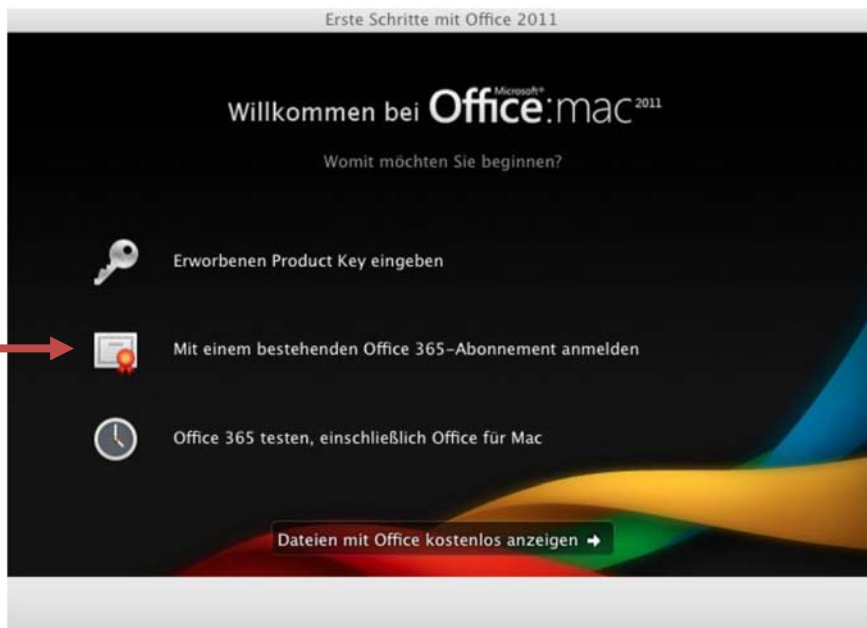 Erste Schritte mit Office 2011
Willkommen bei Microsoft® Office:mac 2011
Womit möchten Sie beginnen?
Erworbenen Product Key eingeben
Mit einem bestehenden Office 365-Abonnement anmelden
Office 365 testen, einschließlich Office für Mac
Dateien mit Office kostenlos anzeigen →